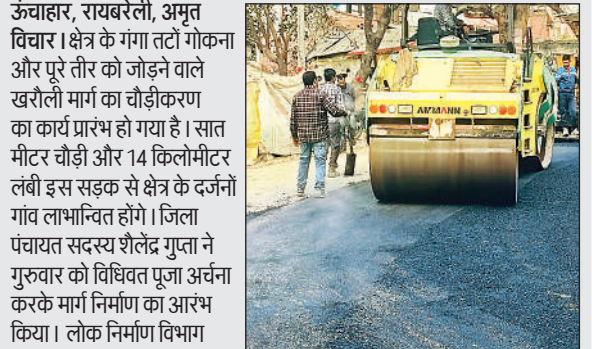 ऊंचाहार, रायबरेली, अमृत
विचार। क्षेत्र के गंगा तटों गोकना
और पूरे तीर को जोड़ने वाले
खरौली मार्ग का चौड़ीकरण
का कार्य प्रारंभ हो गया है। सात
मीटर चौड़ी और 14 किलोमीटर
लंबी इस सड़क से क्षेत्र के दर्जनों
गांव लाभान्वित होंगे। जिला
पंचायत सदस्य शैलेंद्र गुप्ता ने
गुरुवार को विधिवत पूजा अर्चना
करके मार्ग निर्माण का आरंभ
किया। लोक निर्माण विभाग
AMMANN